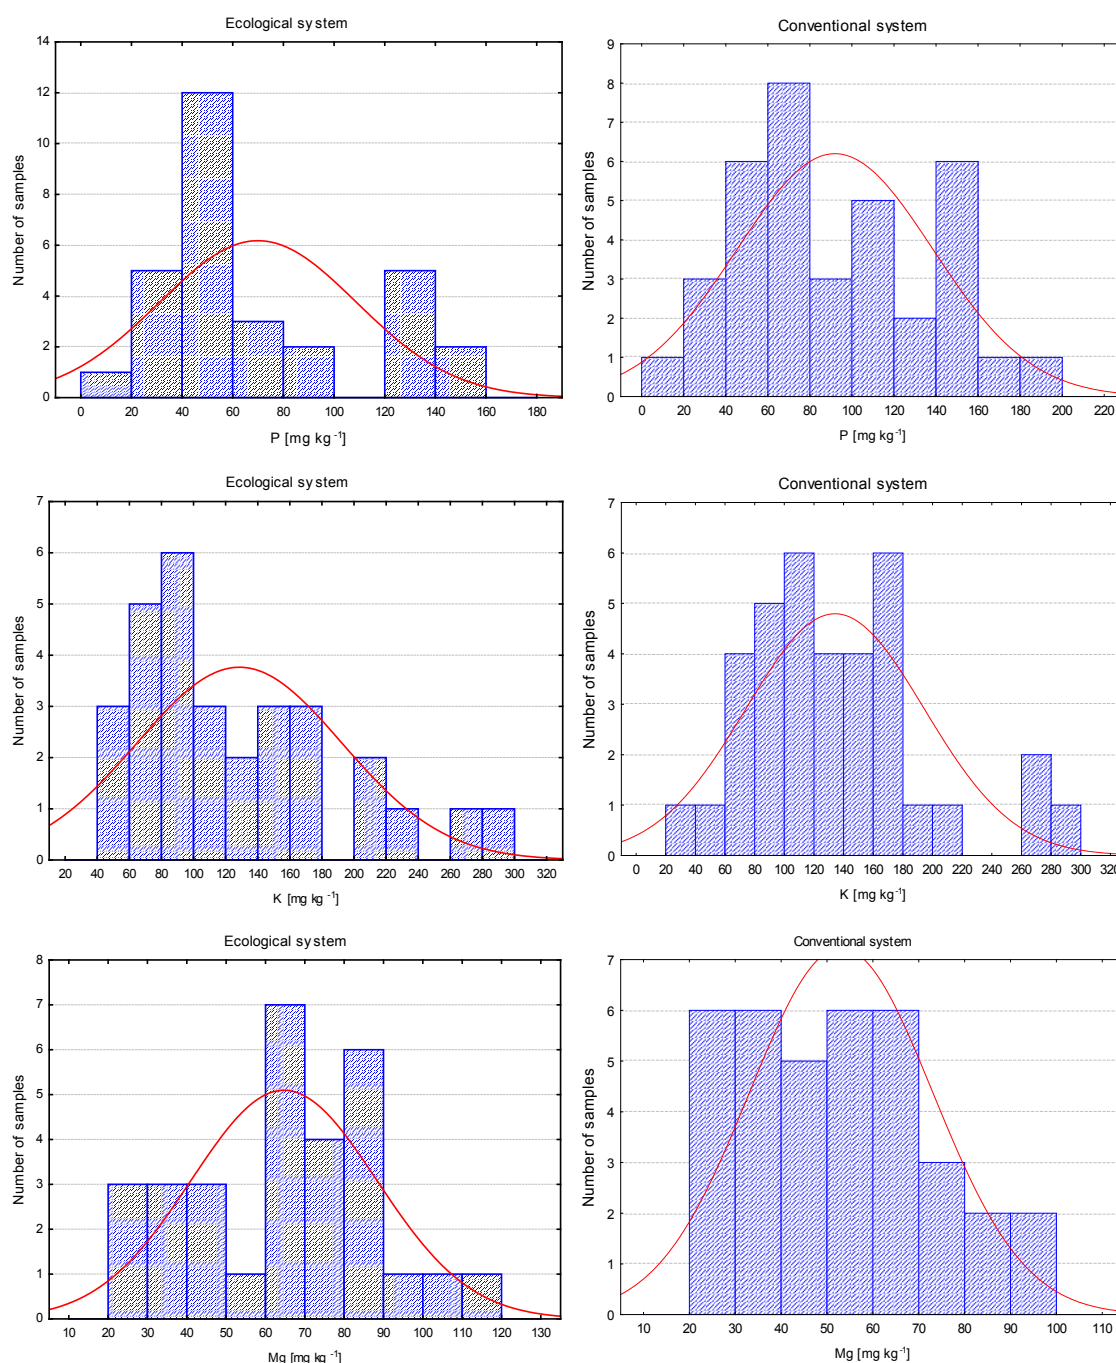 Ecological system
14
12
10
8
6
4
2
0
Number of samples
0 20 40 60 80 100 120 140 160 180
P [mg kg-1]
Conventional system
9
8
7
6
5
4
3
2
1
0
Number of samples
0 20 40 60 80 100 120 140 160 180 200 220
P [mg kg-1]
Ecological system
7
6
5
4
3
2
1
0
Number of samples
20 40 60 80 100 120 140 160 180 200 220 240 260 280 300 320
K [mg kg-1]
Conventional system
7
6
5
4
3
2
1
0
Number of samples
0 20 40 60 80 100 120 140 160 180 200 220 240 260 280 300 320
K [mg kg-1]
Ecological system
8
7
6
5
4
3
2
1
0
Number of samples
10 20 30 40 50 60 70 80 90 100 110 120 130
Mg [mg kg-1]
Conventional system
7
6
5
4
3
2
1
0
Number of samples
10 20 30 40 50 60 70 80 90 100 110
Mg [mg kg-1]